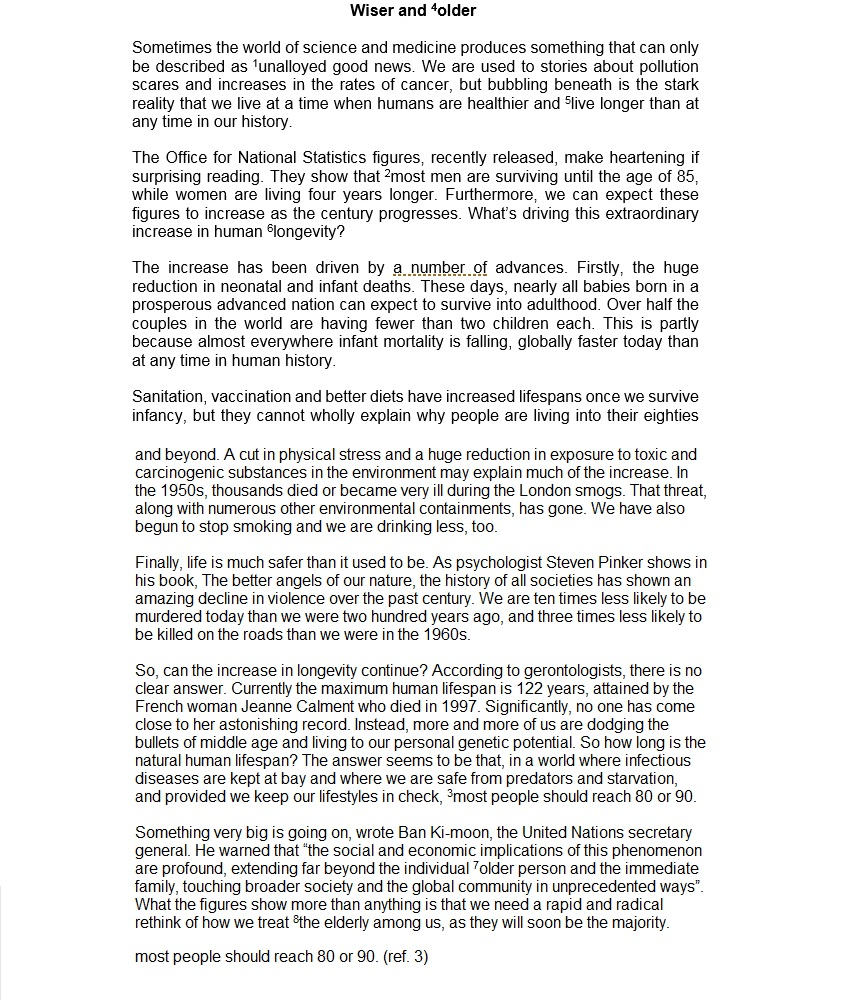 Wiser and ⁴older
Sometimes the world of science and medicine produces something that can only
be described as ¹unalloyed good news. We are used to stories about pollution
scares and increases in the rates of cancer, but bubbling beneath is the stark
reality that we live at a time when humans are healthier and ⁵live longer than at
any time in our history.
The Office for National Statistics figures, recently released, make heartening if
surprising reading. They show that ²most men are surviving until the age of 85,
while women are living four years longer. Furthermore, we can expect these
figures to increase as the century progresses. What's driving this extraordinary
increase in human ⁶longevity?
The increase has been driven by a number of advances. Firstly, the huge
reduction in neonatal and infant deaths. These days, nearly all babies born in a
prosperous advanced nation can expect to survive into adulthood. Over half the
couples in the world are having fewer than two children each. This is partly
because almost everywhere infant mortality is falling, globally faster today than
at any time in human history.
Sanitation, vaccination and better diets have increased lifespans once we survive
infancy, but they cannot wholly explain why people are living into their eighties
and beyond. A cut in physical stress and a huge reduction in exposure to toxic and
carcinogenic substances in the environment may explain much of the increase. In
the 1950s, thousands died or became very ill during the London smogs. That threat,
along with numerous other environmental containments, has gone. We have also
begun to stop smoking and we are drinking less, too.
Finally, life is much safer than it used to be. As psychologist Steven Pinker shows in
his book, The better angels of our nature, the history of all societies has shown an
amazing decline in violence over the past century. We are ten times less likely to be
murdered today than we were two hundred years ago, and three times less likely to
be killed on the roads than we were in the 1960s.
So, can the increase in longevity continue? According to gerontologists, there is no
clear answer. Currently the maximum human lifespan is 122 years, attained by the
French woman Jeanne Calment who died in 1997. Significantly, no one has come
close to her astonishing record. Instead, more and more of us are dodging the
bullets of middle age and living to our personal genetic potential. So how long is the
natural human lifespan? The answer seems to be that, in a world where infectious
diseases are kept at bay and where we are safe from predators and starvation,
and provided we keep our lifestyles in check, ³most people should reach 80 or 90.
Something very big is going on, wrote Ban Ki-moon, the United Nations secretary
general. He warned that “the social and economic implications of this phenomenon
are profound, extending far beyond the individual ⁷older person and the immediate
family, touching broader society and the global community in unprecedented ways”.
What the figures show more than anything is that we need a rapid and radical
rethink of how we treat ⁸the elderly among us, as they will soon be the majority.
most people should reach 80 or 90. (ref. 3)